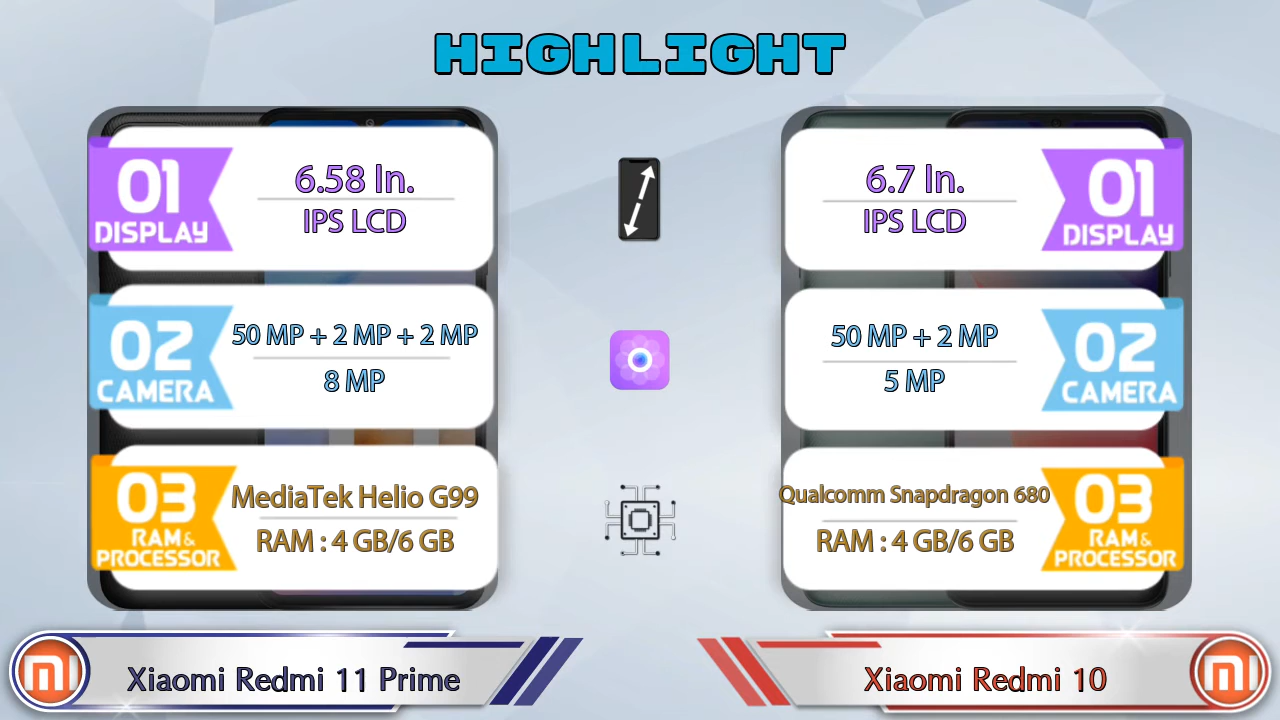 HIGHLIGHT
01
DISPLAY
6.58 In.
IPS LCD
02
CAMERA
50 MP + 2 MP + 2 MP
8 MP
03
RAM &
PROCESSOR
MediaTek Helio G99
RAM : 4 GB/6 GB
6.7 In.
IPS LCD
01
DISPLAY
50 MP + 2 MP
5 MP
02
CAMERA
Qualcomm Snapdragon 680
RAM : 4 GB/6 GB
03
RAM &
PROCESSOR
MI
Xiaomi Redmi 11 Prime
Xiaomi Redmi 10
MI